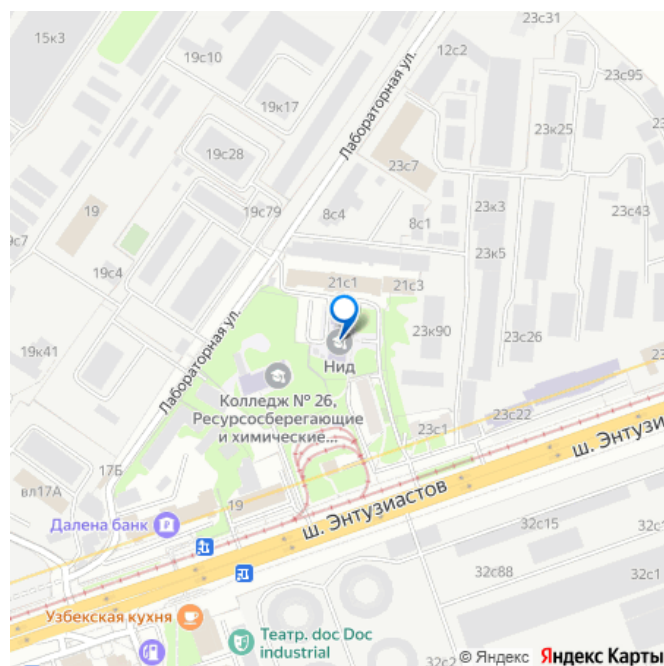 23с31
15к3
12с2
23с95
19с10
19к17
Лабораторная ул.
23к25
19с28
23с7
19
19с79
8с4
23к3
23с43
8с1
9с7
23к5
19с4
21с1
21с3
Лабораторная ул.
23к90
23с26
19к41
Нид
Колледж № 26,
Ресурсосберегающие
и химические...
23с22
23с1
17Б
вл17А
19
ш. Энтузиастов
ш. Энтузиа
Далена банк
32с15
32с88
32с1
Узбекская кухня
Театр. doc Doc
industrial
32с2
© Яндекс Яндекс Карты